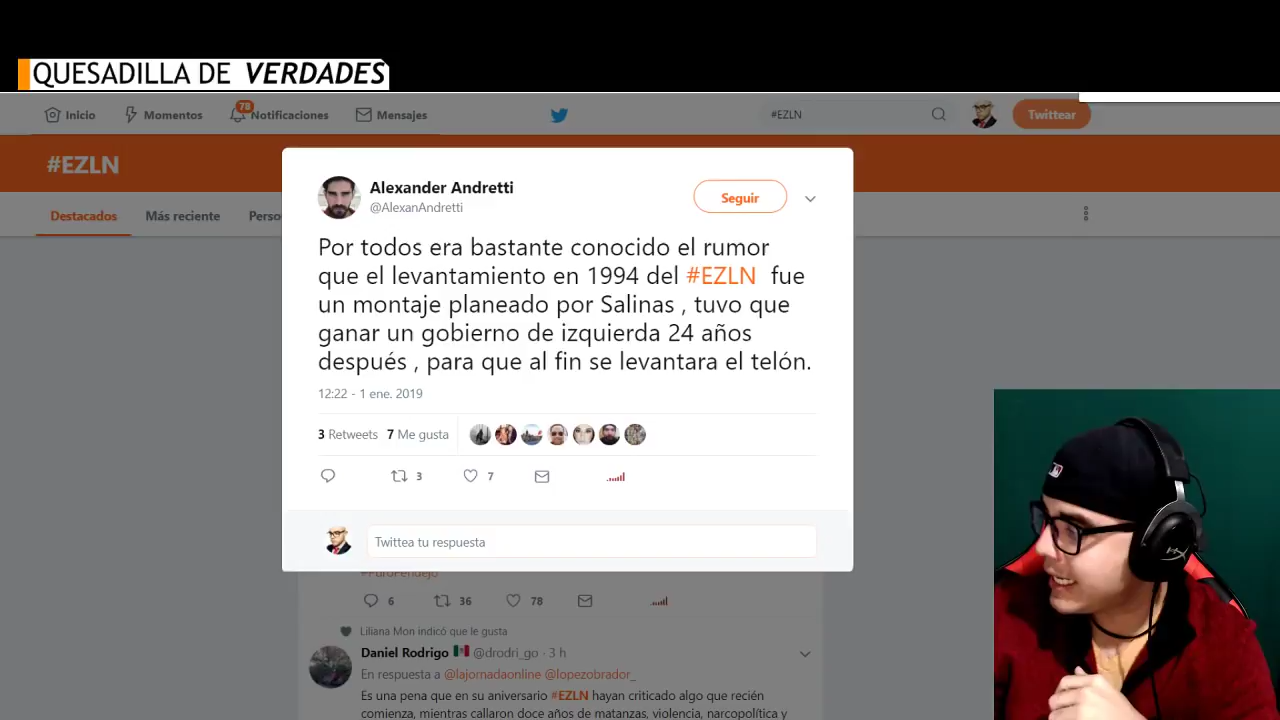 QUESADILLA DE VERDADES
Inicio
Momentos
78
Notificaciones
Mensajes
#EZLN
Twittear
#EZLN
Destacados
Más reciente
Perso
Alexander Andretti
@AlexanAndretti
Seguir
Por todos era bastante conocido el rumor
que el levantamiento en 1994 del #EZLN fue
un montaje planeado por Salinas , tuvo que
ganar un gobierno de izquierda 24 años
después , para que al fin se levantara el telón.
12:22 - 1 ene. 2019
3 Retweets 7 Me gusta
3
7
Twittea tu respuesta
#PuroPendejo
6
36
78
Liliana Mon indicó que le gusta
Daniel Rodrigo @drodri_go · 3 h
En respuesta a @lajornadaonline @lopezobrador_
Es una pena que en su aniversario #EZLN hayan criticado algo que recién
comienza, mientras callaron doce años de matanzas, violencia, narcopolítica y